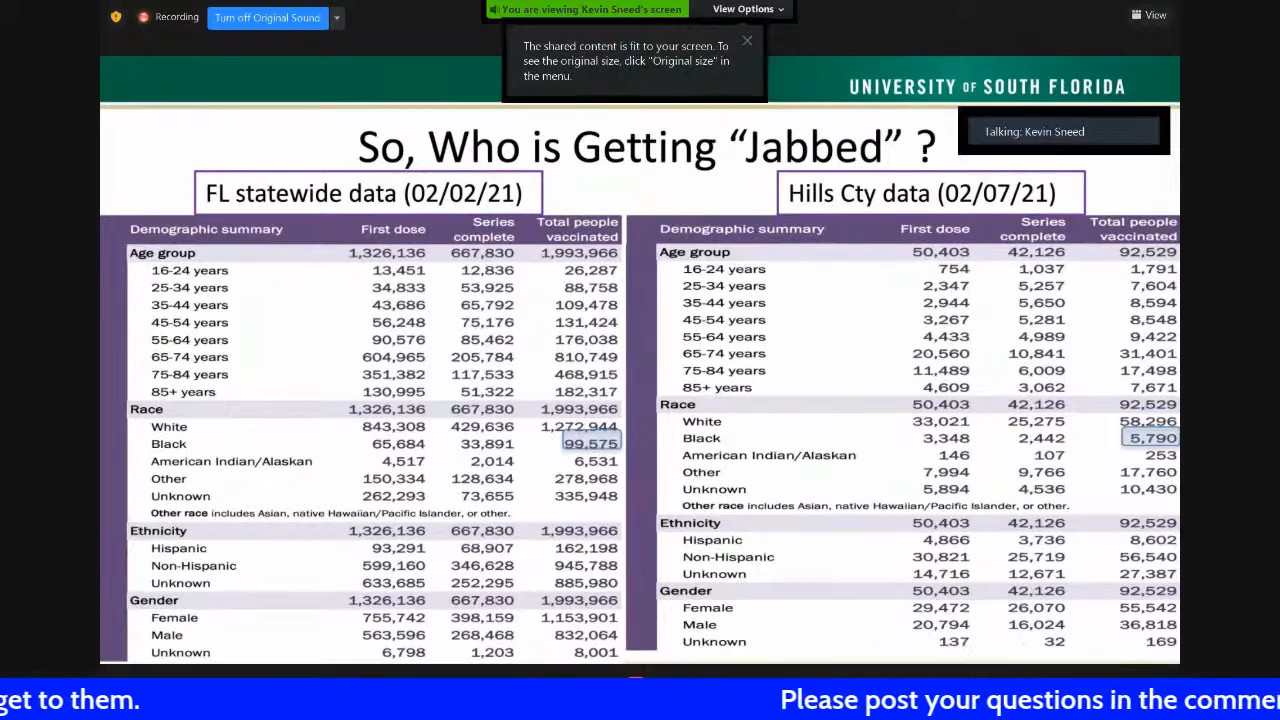 Recording
Turn off Original Sound
You are viewing Kevin Sneed's screen
View Options
View
The shared content is fit to your screen. To
see the original size, click "Original size" in
the menu.
UNIVERSITY OF SOUTH FLORIDA
Talking: Kevin Sneed
So, Who is Getting “Jabbed” ?
FL statewide data (02/02/21)
Demographic summary First dose Series complete Total people vaccinated
Age group 1,326,136 667,830 1,993,966
16-24 years 13,451 12,836 26,287
25-34 years 34,833 53,925 88,758
35-44 years 43,686 65,792 109,478
45-54 years 56,248 75,176 131,424
55-64 years 90,576 85,462 176,038
65-74 years 604,965 205,784 810,749
75-84 years 351,382 117,533 468,915
85+ years 130,995 51,322 182,317
Race 1,326,136 667,830 1,993,966
White 843,308 429,636 1,272,944
Black 65,684 33,891 99,575
American Indian/Alaskan 4,517 2,014 6,531
Other 150,334 128,634 278,968
Unknown 262,293 73,655 335,948
Other race includes Asian, native Hawaiian/Pacific Islander, or other.
Ethnicity 1,326,136 667,830 1,993,966
Hispanic 93,291 68,907 162,198
Non-Hispanic 599,160 346,628 945,788
Unknown 633,685 252,295 885,980
Gender 1,326,136 667,830 1,993,966
Female 755,742 398,159 1,153,901
Male 563,596 268,468 832,064
Unknown 6,798 1,203 8,001
Hills Cty data (02/07/21)
Demographic summary First dose Series complete Total people vaccinated
Age group 50,403 42,126 92,529
16-24 years 754 1,037 1,791
25-34 years 2,347 5,257 7,604
35-44 years 2,944 5,650 8,594
45-54 years 3,267 5,281 8,548
55-64 years 4,433 4,989 9,422
65-74 years 20,560 10,841 31,401
75-84 years 11,489 6,009 17,498
85+ years 4,609 3,062 7,671
Race 50,403 42,126 92,529
White 33,021 25,275 58,296
Black 3,348 2,442 5,790
American Indian/Alaskan 146 107 253
Other 7,994 9,766 17,760
Unknown 5,894 4,536 10,430
Other race includes Asian, native Hawaiian/Pacific Islander, or other.
Ethnicity 50,403 42,126 92,529
Hispanic 4,866 3,736 8,602
Non-Hispanic 30,821 25,719 56,540
Unknown 14,716 12,671 27,387
Gender 50,403 42,126 92,529
Female 29,472 26,070 55,542
Male 20,794 16,024 36,818
Unknown 137 32 169
get to them. Please post your questions in the comme